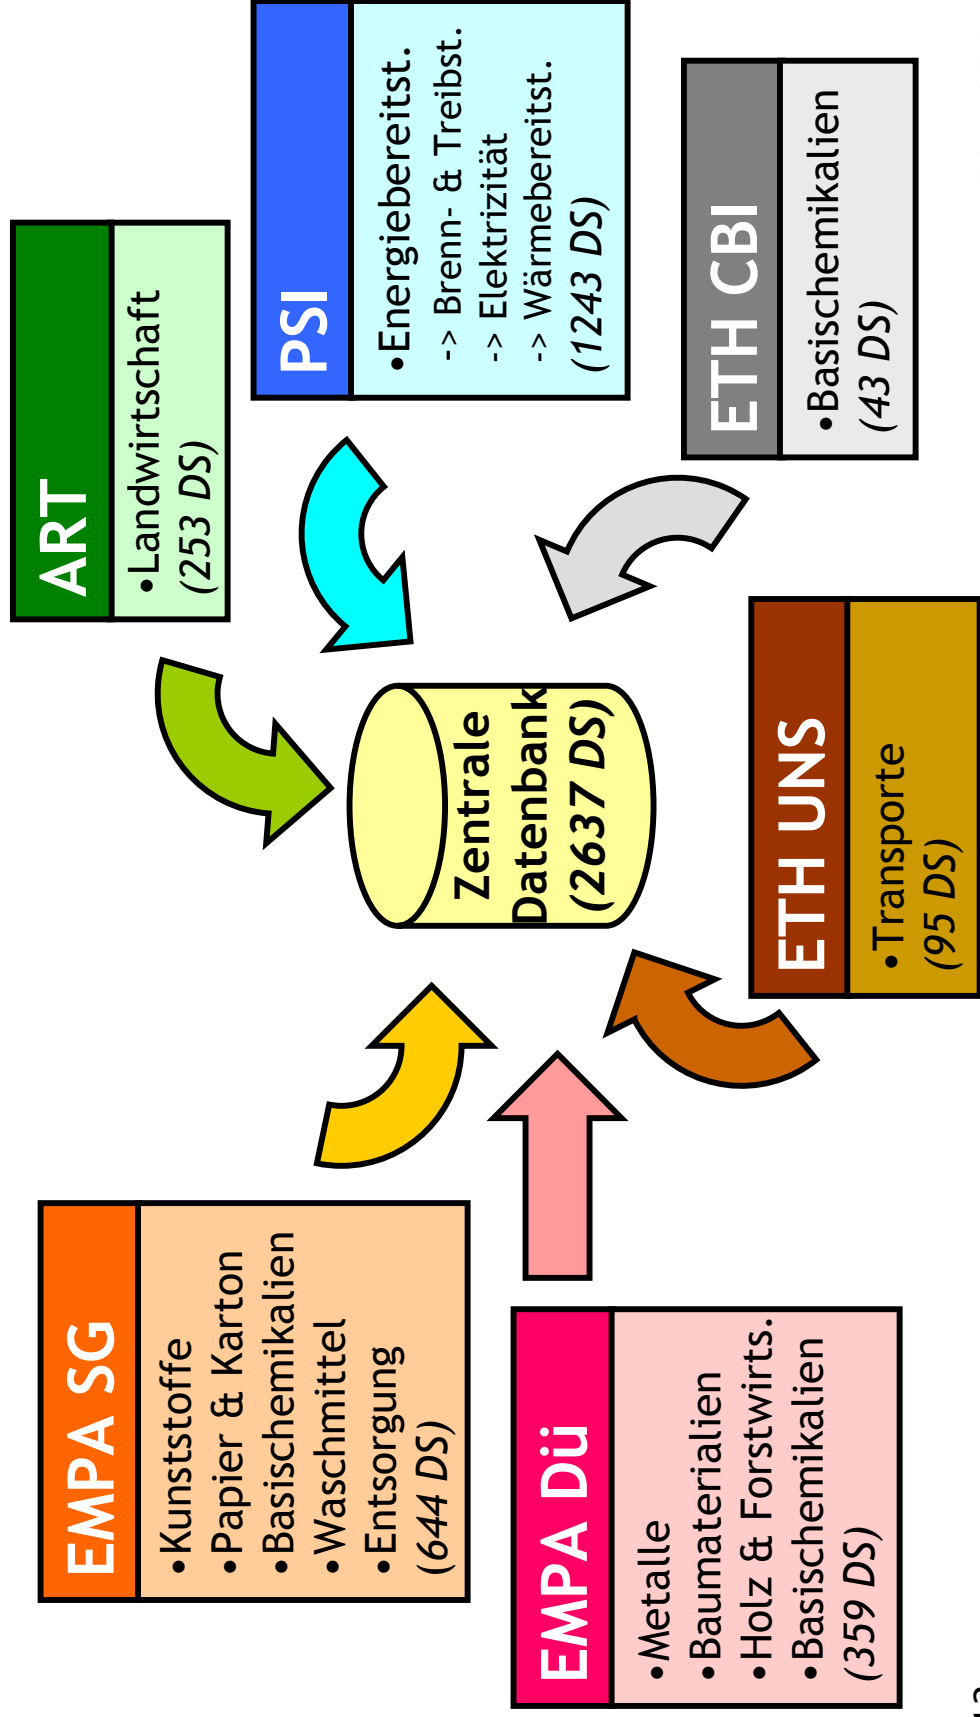 EMPA SG
•Kunststoffe
•Papier & Karton
•Basischemikalien
•Waschmittel
•Entsorgung
(644 DS)
ART
•Landwirtschaft
(253 DS)
PSI
•Energiebereitst.
-> Brenn- & Treibst.
-> Elektrizität
-> Wärmebereitst.
(1243 DS)
Zentrale
Datenbank
(2637 DS)
EMPA Dü
•Metalle
•Baumaterialien
•Holz & Forstwirts.
•Basischemikalien
(359 DS)
ETH UNS
•Transporte
(95 DS)
ETH CBI
•Basischemikalien
(43 DS)